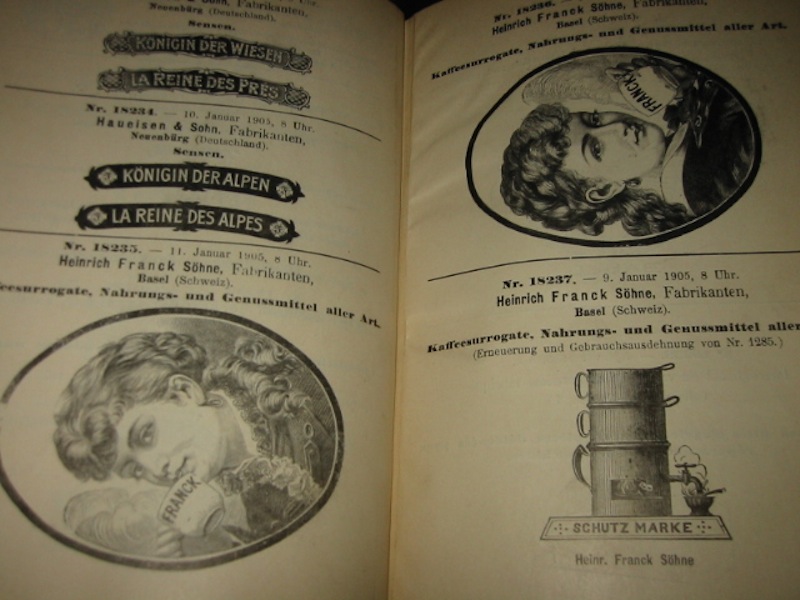 Söhne, Fabrikanten,
Neuenbürg (Deutschland).
Sensen.
KÖNIGIN DER WIESEN
LA REINE DES PRÉS
Nr. 18234. — 10. Januar 1905, 8 Uhr.
Haueisen & Sohn, Fabrikanten,
Neuenbürg (Deutschland).
Sensen.
KÖNIGIN DER ALPEN
LA REINE DES ALPES
Nr. 18235. — 11. Januar 1905, 8 Uhr.
Heinrich Franck Söhne, Fabrikanten,
Basel (Schweiz).
feesurrogate, Nahrungs- und Genussmittel aller Art.
FRANCK
Nr. 18236.
Heinrich Franck Söhne, Fabrikanten,
Basel (Schweiz).
Kaffeesurrogate, Nahrungs- und Genussmittel aller Art.
FRANCK
Nr. 18237. — 9. Januar 1905, 8 Uhr.
Heinrich Franck Söhne, Fabrikanten,
Basel (Schweiz).
Kaffeesurrogate, Nahrungs- und Genussmittel aller
(Erneuerung und Gebrauchsausdehnung von Nr. 1285.)
SCHUTZ MARKE
Heinr. Franck Söhne